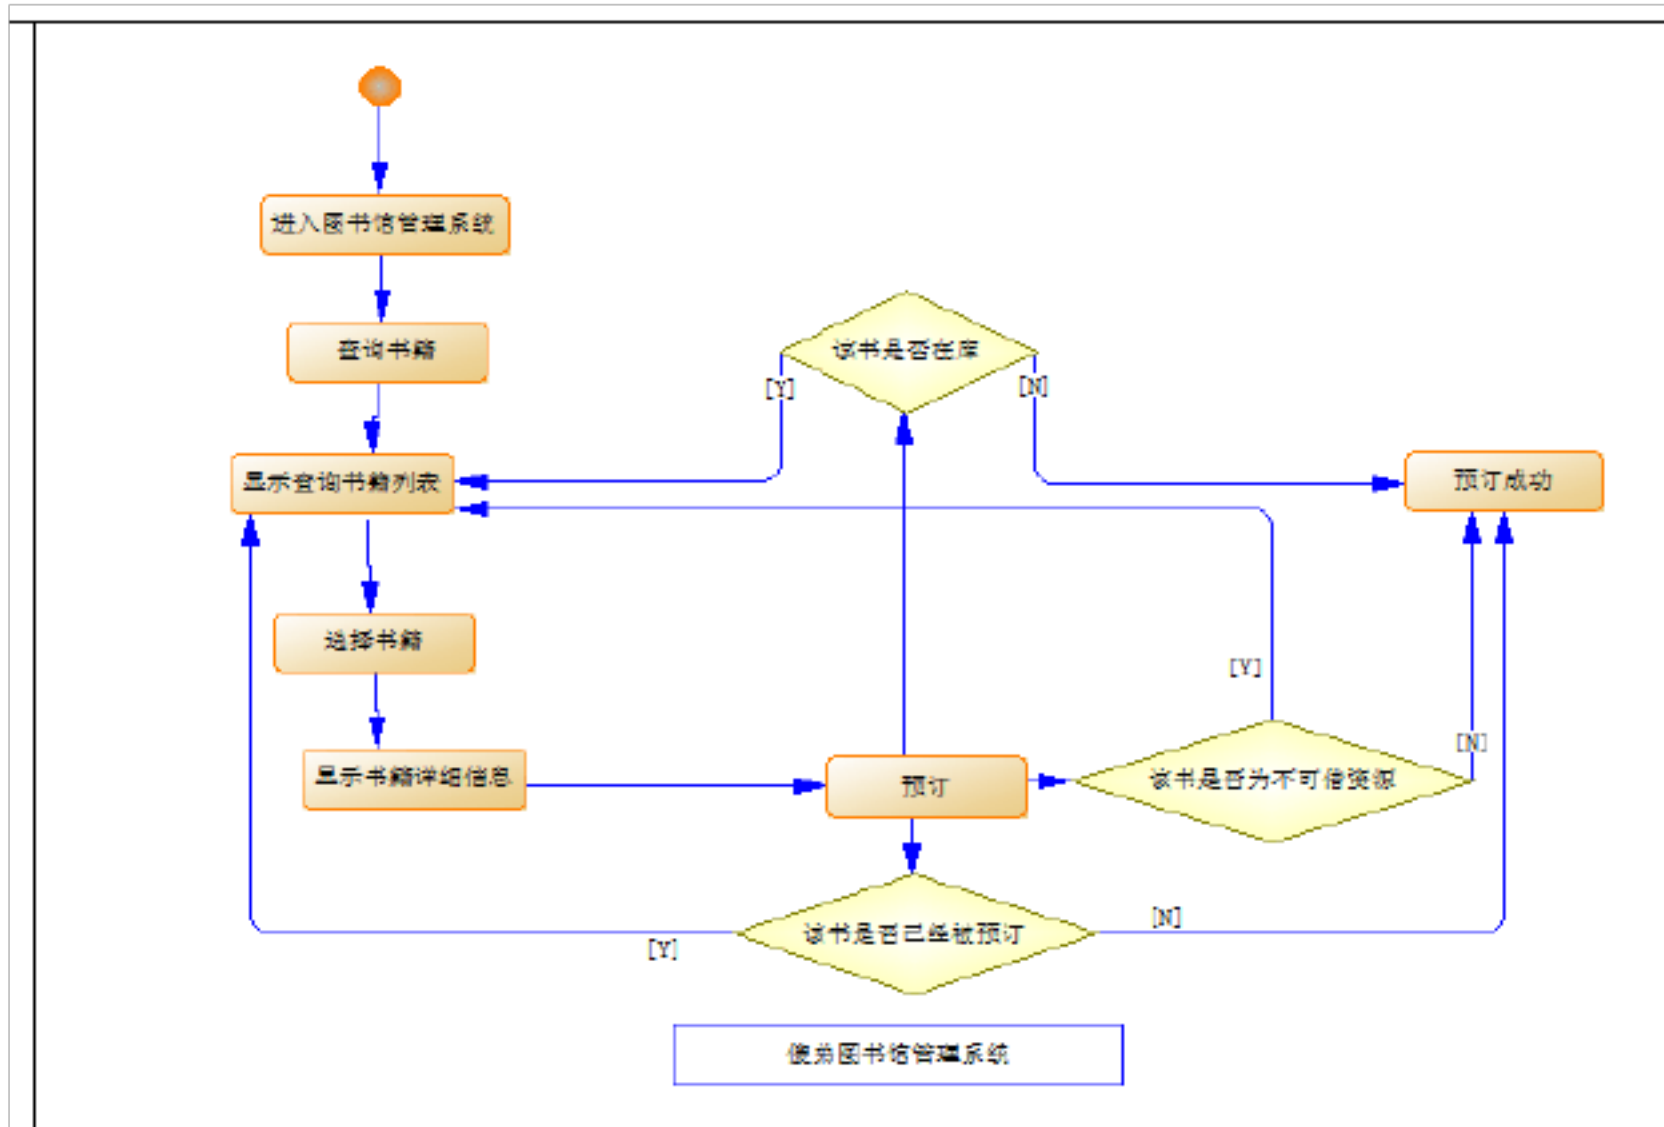 进入图书馆管理系统
查询书籍
该书是否在库
[Y]
[N]
显示查询书籍列表
预订成功
选择书籍
[Y]
[N]
显示书籍详细信息
预订
该书是否为不可借资源
该书是否已经被预订
[Y]
[N]
图书馆管理系统